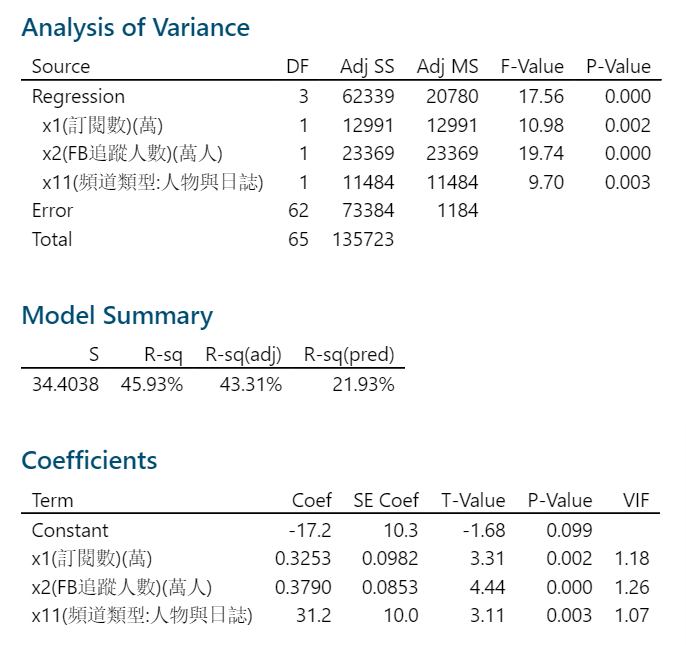 Analysis of Variance
Source DF Adj SS Adj MS F-Value P-Value
Regression 3 62339 20780 17.56 0.000
x1(訂閱數)(萬) 1 12991 12991 10.98 0.002
x2(FB追蹤人數)(萬人) 1 23369 23369 19.74 0.000
x11(頻道類型:人物與日誌) 1 11484 11484 9.70 0.003
Error 62 73384 1184
Total 65 135723
Model Summary
S R-sq R-sq(adj) R-sq(pred)
34.4038 45.93% 43.31% 21.93%
Coefficients
Term Coef SE Coef T-Value P-Value VIF
Constant -17.2 10.3 -1.68 0.099
x1(訂閱數)(萬) 0.3253 0.0982 3.31 0.002 1.18
x2(FB追蹤人數)(萬人) 0.3790 0.0853 4.44 0.000 1.26
x11(頻道類型:人物與日誌) 31.2 10.0 3.11 0.003 1.07